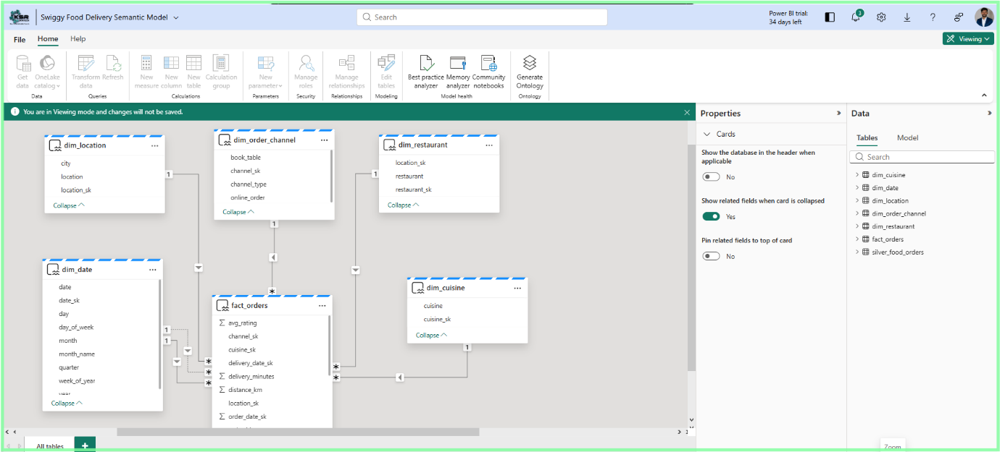 KSR
Swiggy Food Delivery Semantic Model
Search
Power BI trial:
34 days left
3
?
File
Home
Help
Viewing
Get data
OneLake catalog
Data
Transform data
Refresh
Queries
New measure
New column
New table
Calculation group
Calculations
New parameter
Parameters
Manage roles
Security
Manage relationships
Relationships
Edit tables
Modeling
Best practice analyzer
Memory analyzer
Community notebooks
Model health
Generate Ontology
Ontology
You are in Viewing mode and changes will not be saved.
dim_location
city
location
location_sk
Collapse
1
dim_order_channel
book_table
channel_sk
channel_type
online_order
Collapse
1
*
dim_restaurant
location_sk
restaurant
restaurant_sk
Collapse
1
dim_date
date
date_sk
day
day_of_week
month
month_name
quarter
week_of_year
year
Collapse
1
1
*
*
*
fact_orders
Σ avg_rating
channel_sk
cuisine_sk
delivery_date_sk
Σ delivery_minutes
Σ distance_km
location_sk
Σ order_date_sk
*
*
dim_cuisine
cuisine
cuisine_sk
Collapse
1
All tables
+
Properties
Cards
Show the database in the header when
applicable
No
Show related fields when card is collapsed
Yes
Pin related fields to top of card
No
Data
Tables
Model
Search
dim_cuisine
dim_date
dim_location
dim_order_channel
dim_restaurant
fact_orders
silver_food_orders
Zoom